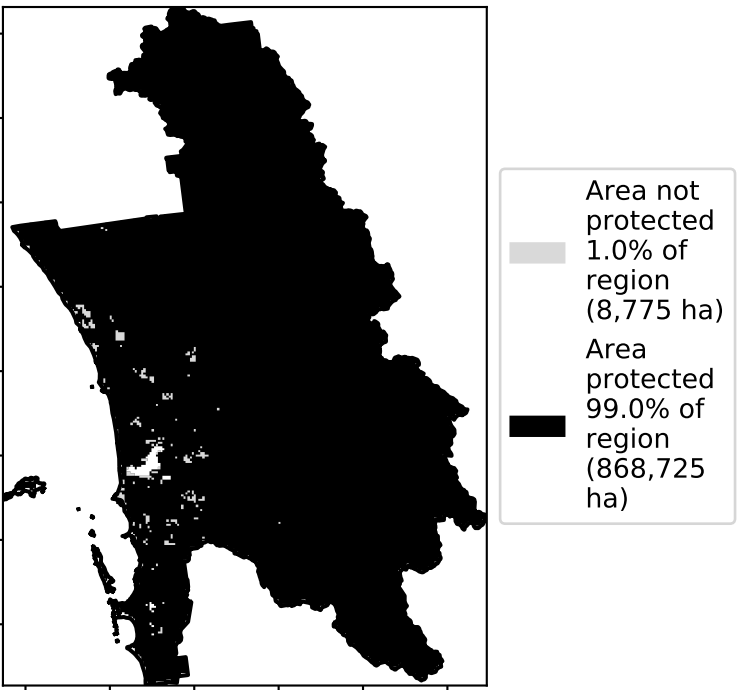 Area not
protected
1.0% of
region
(8,775 ha)
Area
protected
99.0% of
region
(868,725
ha)